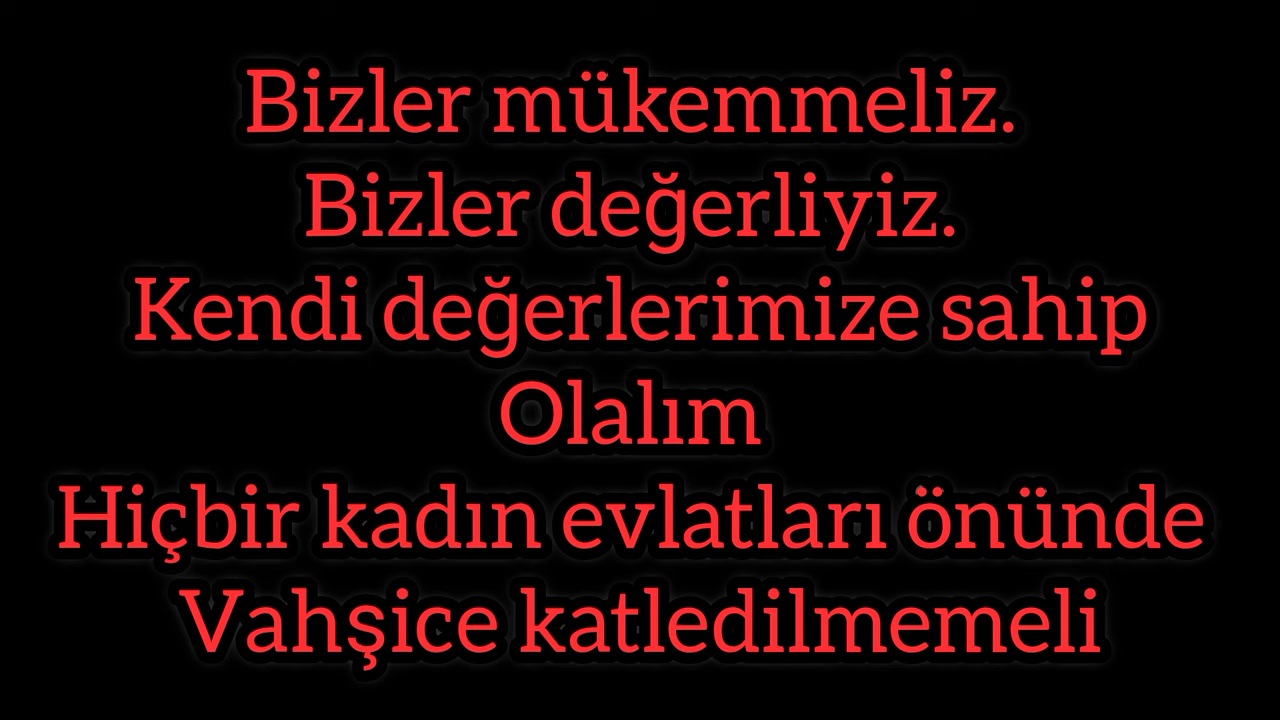 Bizler mükemmeliz.
Bizler değerliyiz.
Kendi değerlerimize sahip
Olalım
Hiçbir kadın evlatları önünde
Vahşice katledilmemeli